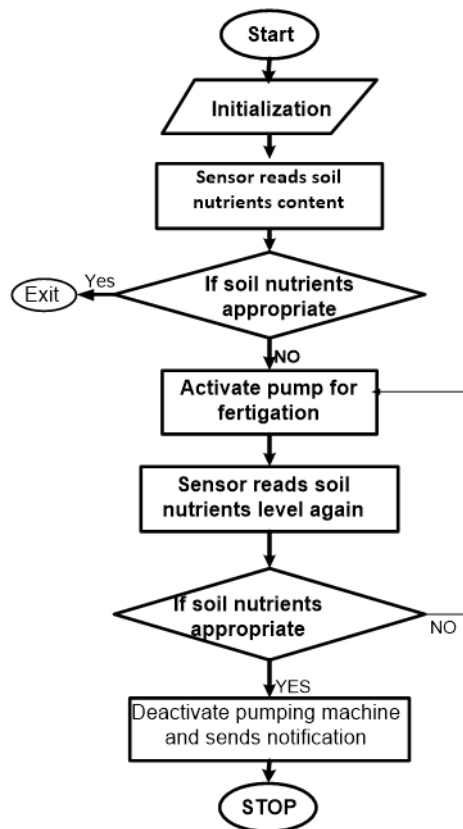 Start
Initialization
Sensor reads soil
nutrients content
If soil nutrients
appropriate
Yes
Exit
NO
Activate pump for
fertigation
Sensor reads soil
nutrients level again
If soil nutrients
appropriate
NO
YES
Deactivate pumping machine
and sends notification
STOP